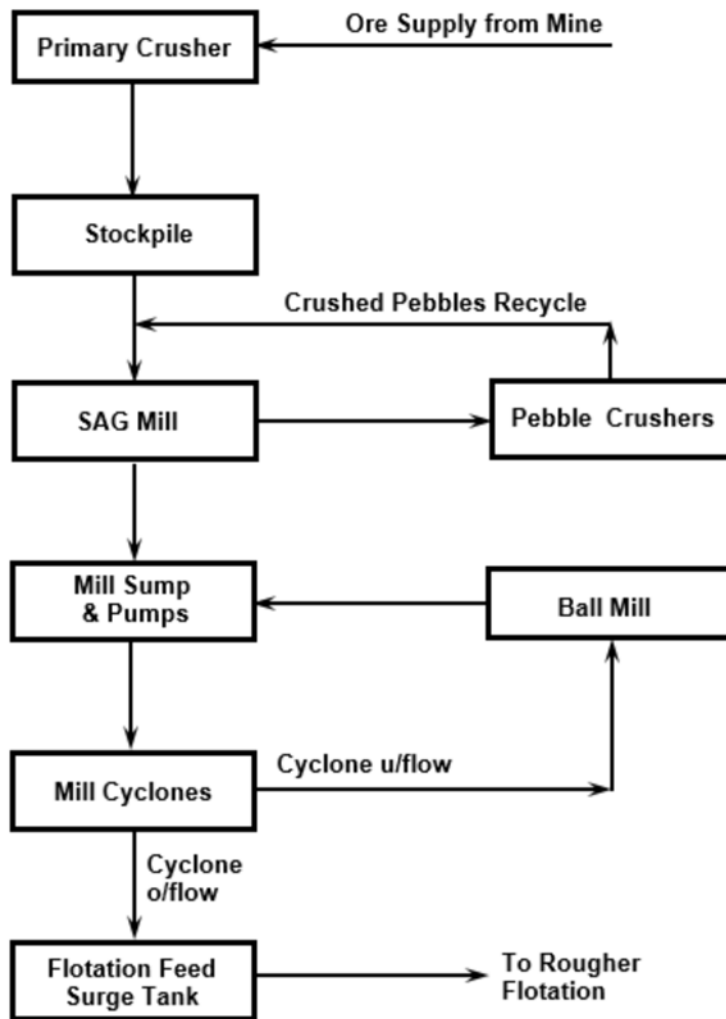 Ore Supply from Mine
Primary Crusher
Stockpile
Crushed Pebbles Recycle
SAG Mill
Pebble Crushers
Mill Sump
& Pumps
Ball Mill
Cyclone u/flow
Mill Cyclones
Cyclone
o/flow
Flotation Feed
Surge Tank
To Rougher
Flotation